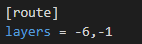 [route]
layers = -6,-1